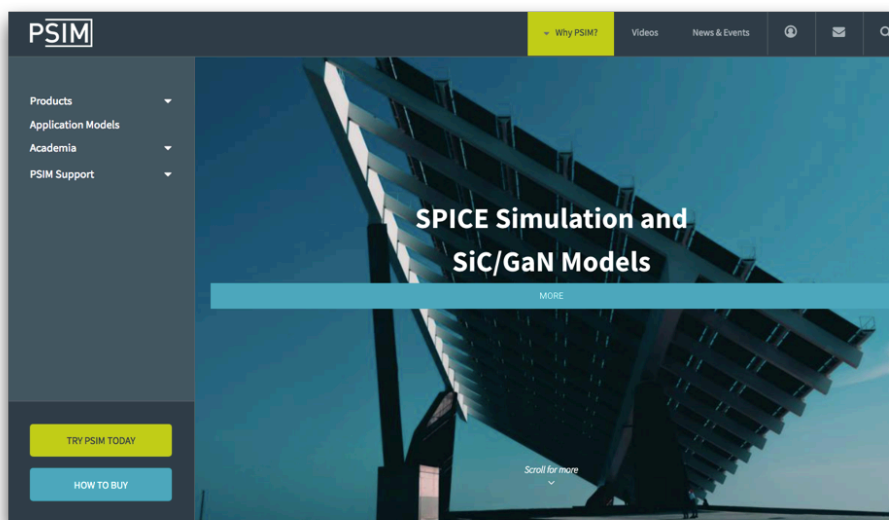 PSIM
Why PSIM?
Videos
News & Events
Products
Application Models
Academia
PSIM Support
SPICE Simulation and
SiC/GaN Models
MORE
Scroll for more
TRY PSIM TODAY
HOW TO BUY